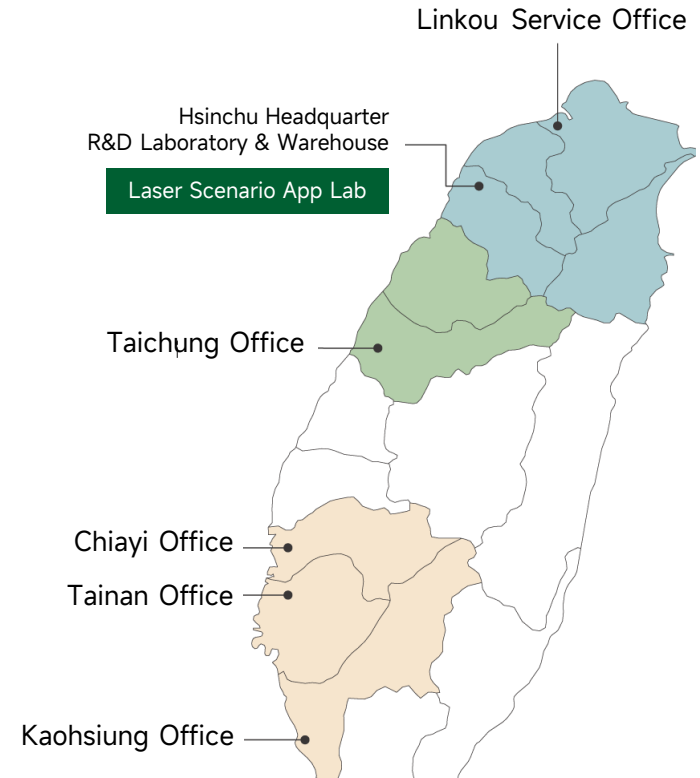 Linkou Service Office
Hsinchu Headquarter
R&D Laboratory & Warehouse
Laser Scenario App Lab
Taichung Office
Chiayi Office
Tainan Office
Kaohsiung Office